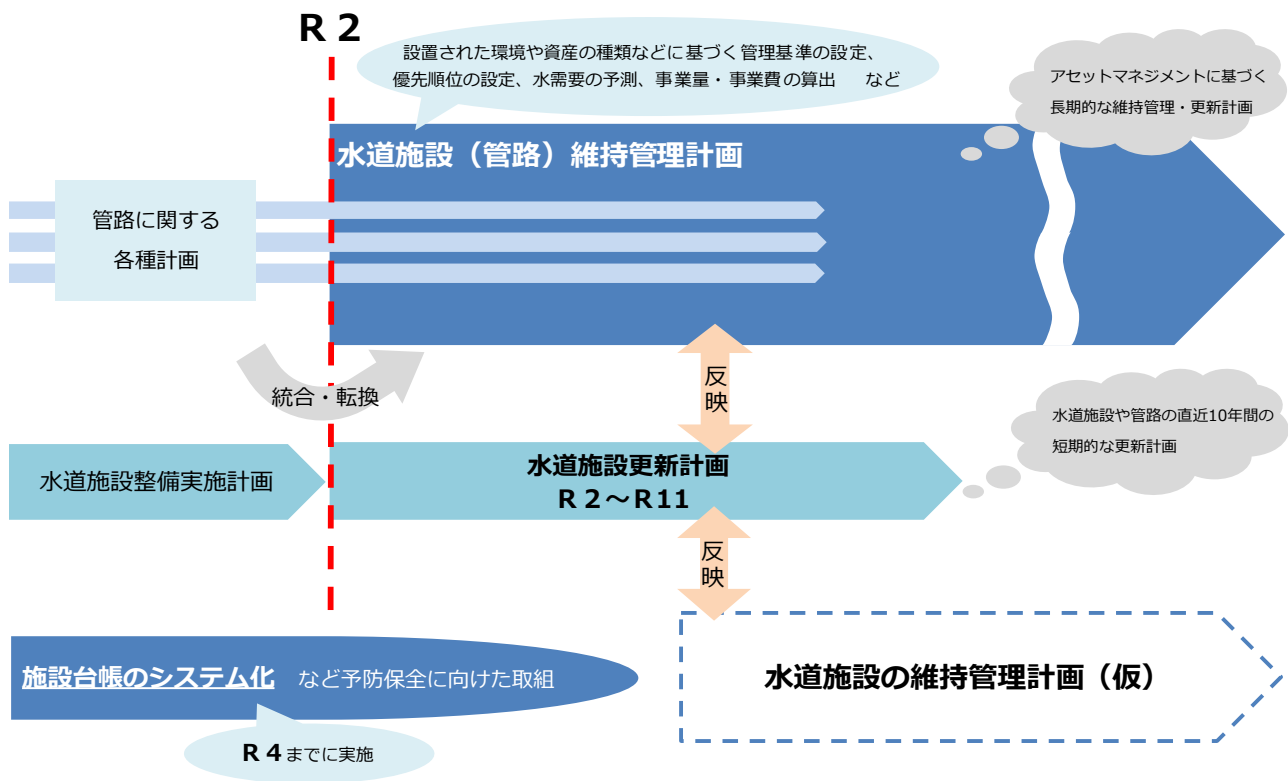 R 2
設置された環境や資産の種類などに基づく管理基準の設定、
優先順位の設定、水需要の予測、事業量・事業費の算出　など
アセットマネジメントに基づく
長期的な維持管理・更新計画
水道施設（管路）維持管理計画
管路に関する
各種計画
統合・転換
反映
水道施設や管路の直近10年間の
短期的な更新計画
水道施設整備実施計画
水道施設更新計画
R 2～R11
反映
施設台帳のシステム化　など予防保全に向けた取組
水道施設の維持管理計画（仮）
R 4までに実施